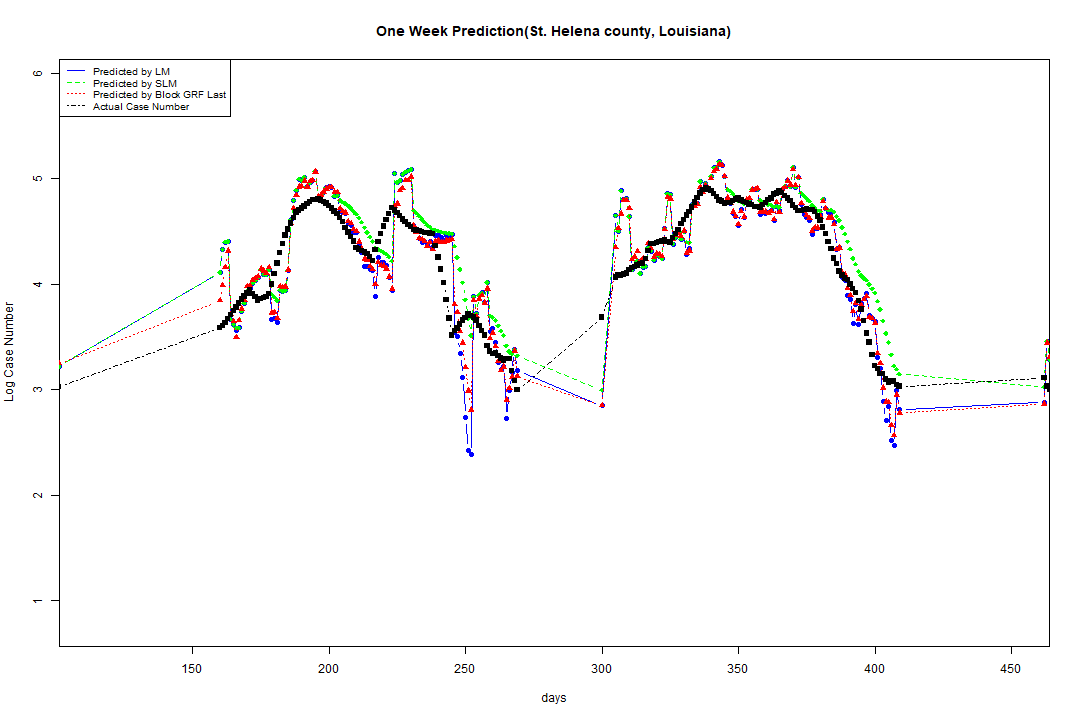 One Week Prediction(St. Helena county, Louisiana)
Predicted by LM
Predicted by SLM
Predicted by Block GRF Last
Actual Case Number
6
5
4
3
2
1
Log Case Number
150 200 250 300 350 400 450
days